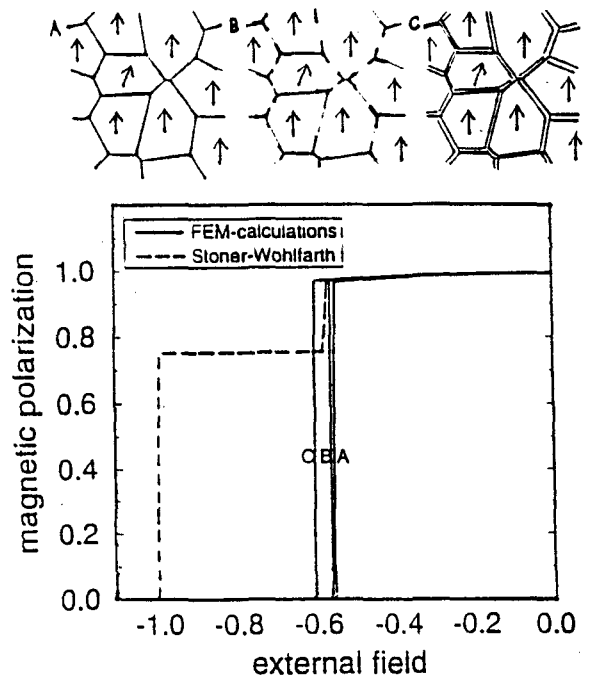 A
B
C
FEM-calculations
Stoner-Wohlfarth
magnetic polarization
1.0
0.8
0.6
0.4
0.2
0.0
C B A
-1.0
-0.8
-0.6
-0.4
-0.2
0.0
external field